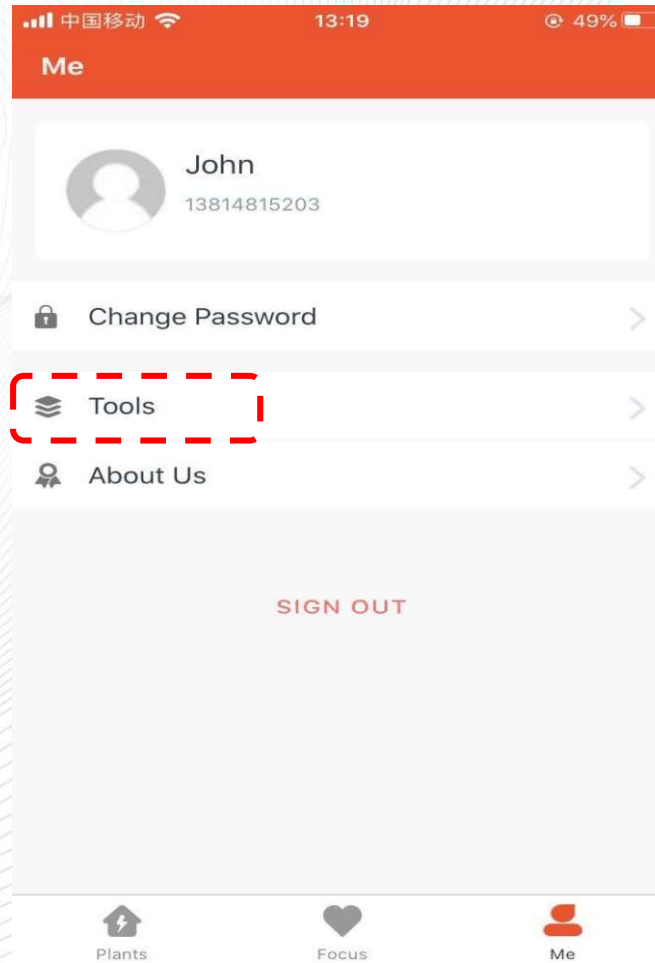 中国移动 13:19 49%
Me
John
13814815203
Change Password
Tools
About Us
SIGN OUT
Plants Focus Me